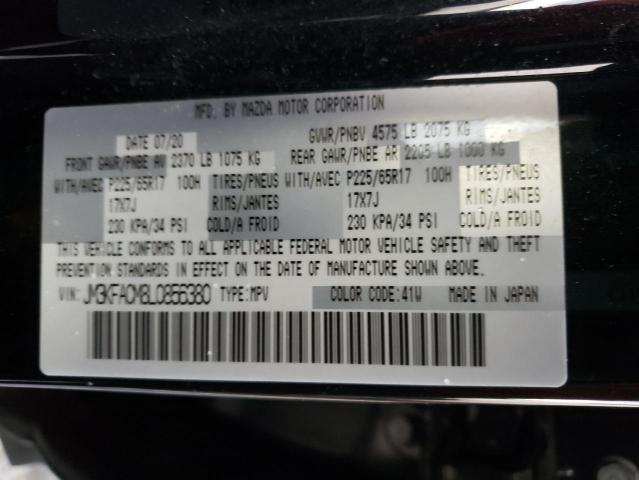 MFD. BY MAZDA MOTOR CORPORATION
DATE 07/20 GVWR/PNBV 4575 LB 2075 KG
FRONT GAWR/PNBE AV 2370 LB 1075 KG REAR GAWR/PNBE AR 2205 LB 1000 KG
WITH/AVEC P225/65R17 100H TIRES/PNEUS WITH/AVEC P225/65R17 100H TIRES/PNEUS
17X7J RIMS/JANTES 17X7J RIMS/JANTES
230 KPA/34 PSI COLD/A FROID 230 KPA/34 PSI COLD/A FROID
THIS VEHICLE CONFORMS TO ALL APPLICABLE FEDERAL MOTOR VEHICLE SAFETY AND THEFT
PREVENTION STANDARDS IN EFFECT ON THE DATE OF MANUFACTURE SHOWN ABOVE.
VIN: JM3KFACM8L0856380 TYPE:MPV COLOR CODE:41W MADE IN JAPAN